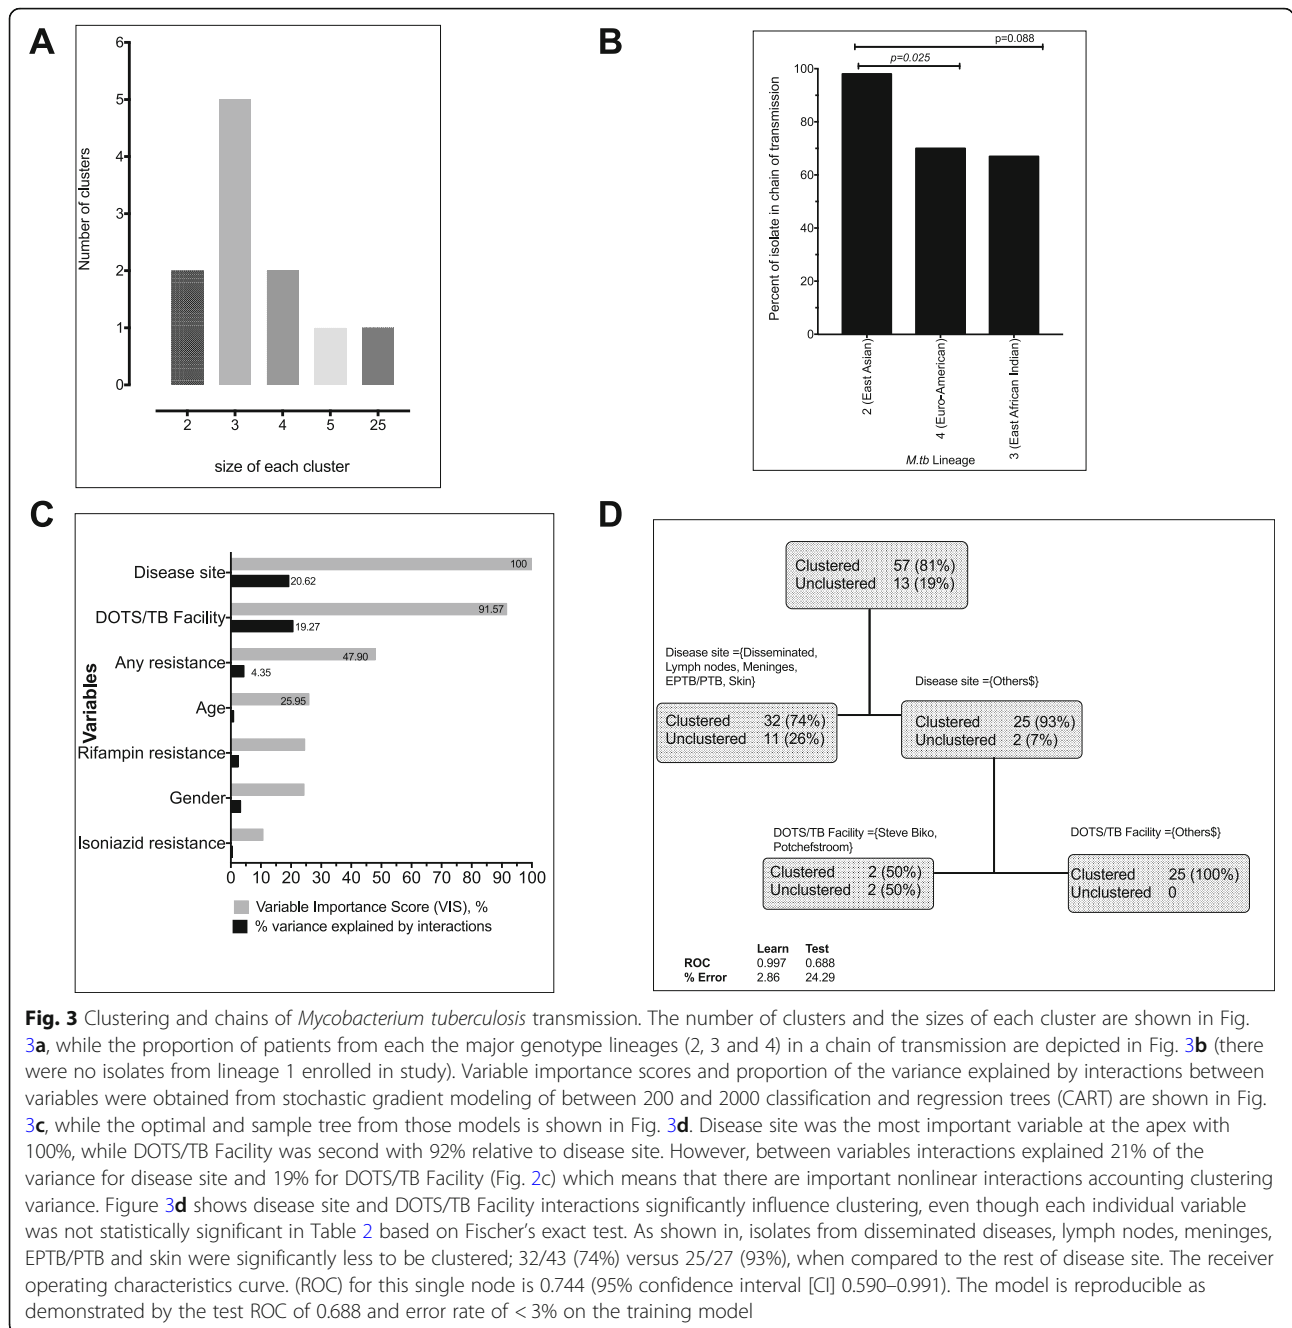 A
6
5
4
3
2
1
0
Number of clusters
2 3 4 5 25
size of each cluster
B
p=0.088
p=0.025
100
80
60
40
20
0
Percent of isolate in chain of transmission
2 (East Asian)
4 (Euro-American)
3 (East African Indian)
M.tb Lineage
C
Variables
Disease site
100
20.62
DOTS/TB Facility
91.57
19.27
Any resistance
47.90
4.35
Age
25.95
Rifampin resistance
Gender
Isoniazid resistance
0 10 20 30 40 50 60 70 80 90 100
Variable Importance Score (VIS), %
% variance explained by interactions
D
Clustered 57 (81%)
Unclustered 13 (19%)
Disease site ={Disseminated,
Lymph nodes, Meninges,
EPTB/PTB, Skin}
Clustered 32 (74%)
Unclustered 11 (26%)
Disease site ={Others$}
Clustered 25 (93%)
Unclustered 2 (7%)
DOTS/TB Facility ={Steve Biko,
Potchefstroom}
Clustered 2 (50%)
Unclustered 2 (50%)
DOTS/TB Facility ={Others$}
Clustered 25 (100%)
Unclustered 0
Learn Test
ROC 0.997 0.688
% Error 2.86 24.29
Fig. 3 Clustering and chains of Mycobacterium tuberculosis transmission. The number of clusters and the sizes of each cluster are shown in Fig.
3a, while the proportion of patients from each the major genotype lineages (2, 3 and 4) in a chain of transmission are depicted in Fig. 3b (there
were no isolates from lineage 1 enrolled in study). Variable importance scores and proportion of the variance explained by interactions between
variables were obtained from stochastic gradient modeling of between 200 and 2000 classification and regression trees (CART) are shown in Fig.
3c, while the optimal and sample tree from those models is shown in Fig. 3d. Disease site was the most important variable at the apex with
100%, while DOTS/TB Facility was second with 92% relative to disease site. However, between variables interactions explained 21% of the
variance for disease site and 19% for DOTS/TB Facility (Fig. 2c) which means that there are important nonlinear interactions accounting clustering
variance. Figure 3d shows disease site and DOTS/TB Facility interactions significantly influence clustering, even though each individual variable
was not statistically significant in Table 2 based on Fischer's exact test. As shown in, isolates from disseminated diseases, lymph nodes, meninges,
EPTB/PTB and skin were significantly less to be clustered; 32/43 (74%) versus 25/27 (93%), when compared to the rest of disease site. The receiver
operating characteristics curve. (ROC) for this single node is 0.744 (95% confidence interval [CI] 0.590–0.991). The model is reproducible as
demonstrated by the test ROC of 0.688 and error rate of < 3% on the training model